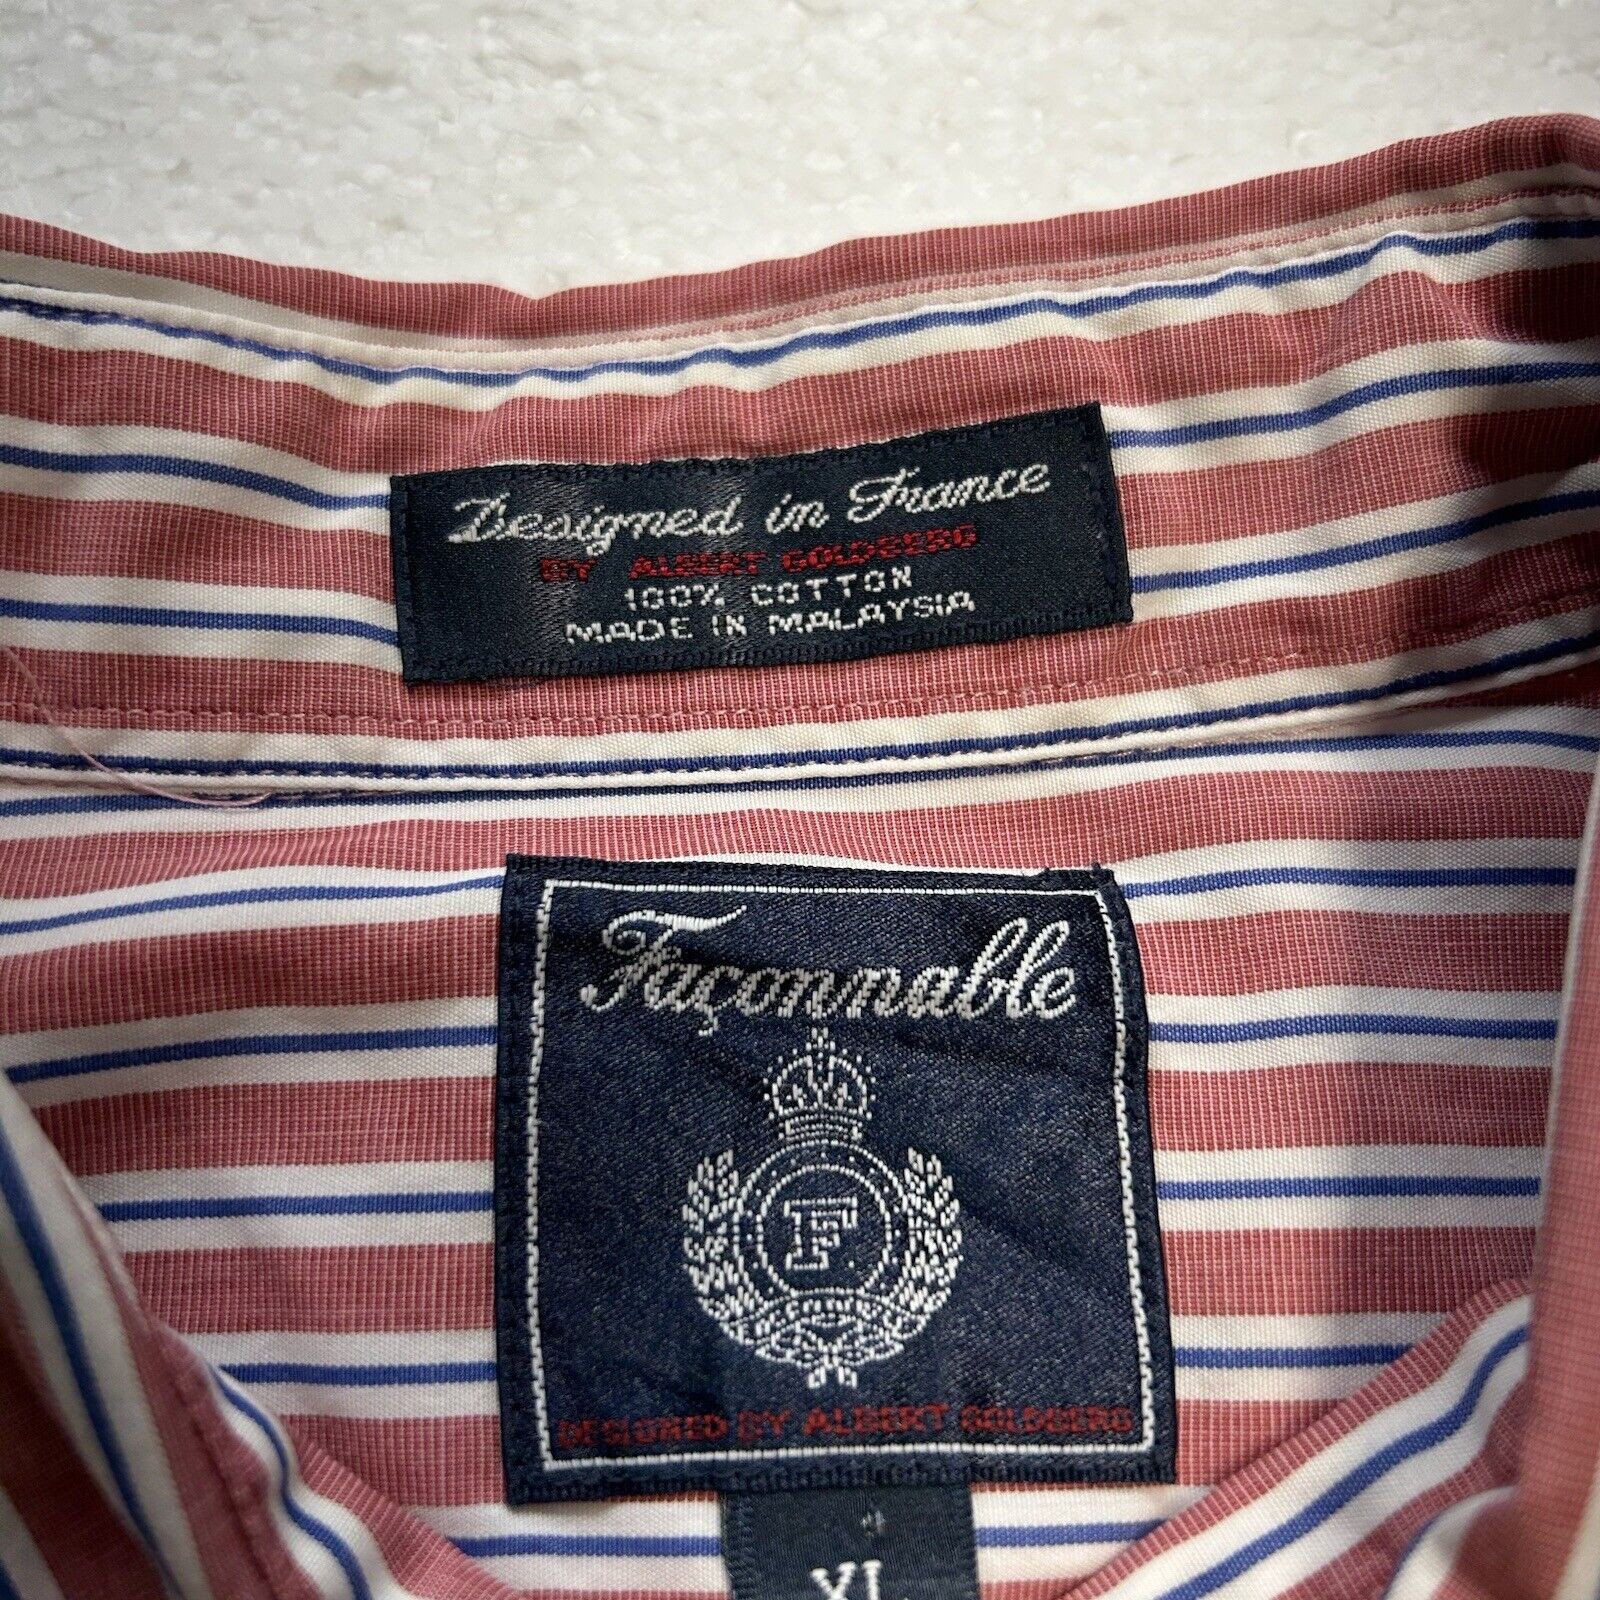 Designed in France
BY ALBERT GOLDBERG
100% COTTON
MADE IN MALAYSIA
Façonnable
F
DESIGNED BY ALBERT GOLDBERG
XL